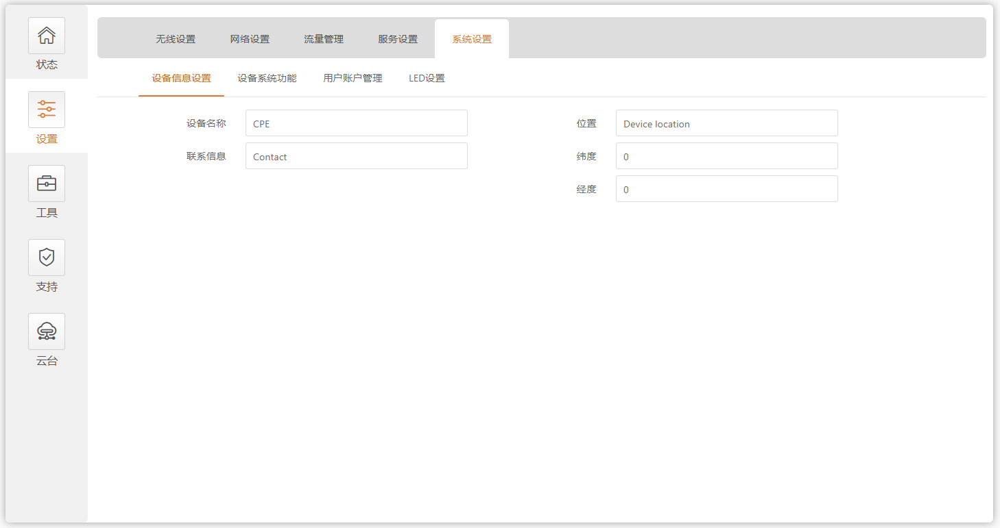 状态
设置
工具
支持
云台
无线设置 网络设置 流量管理 服务设置 系统设置
设备信息设置 设备系统功能 用户账户管理 LED设置
设备名称 CPE 位置 Device location
联系信息 Contact 纬度 0
经度 0